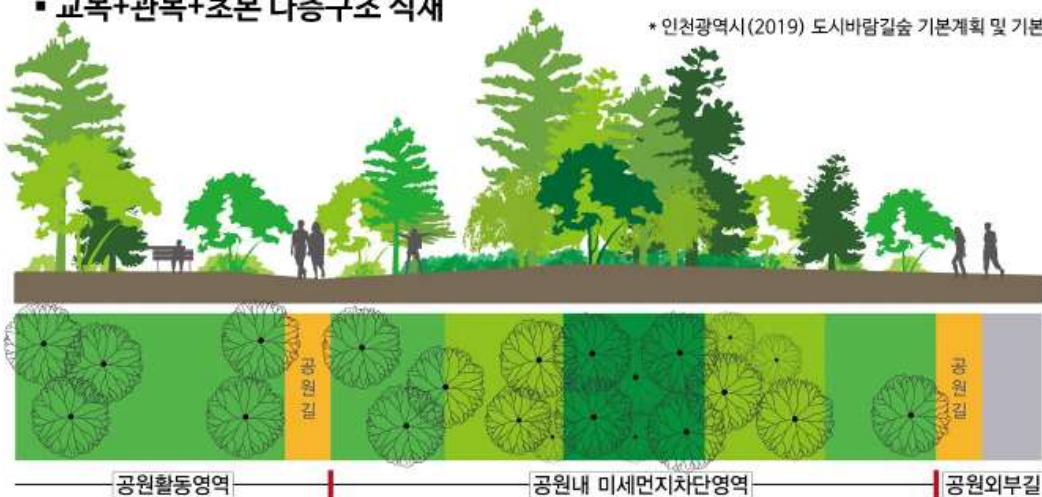 ▪ 교목+관목+초본 다층구조 식재
* 인천광역시(2019) 도시바람길숲 기본계획 및 기본
공원길
공원길
공원활동영역
공원내 미세먼지차단영역
공원외부길